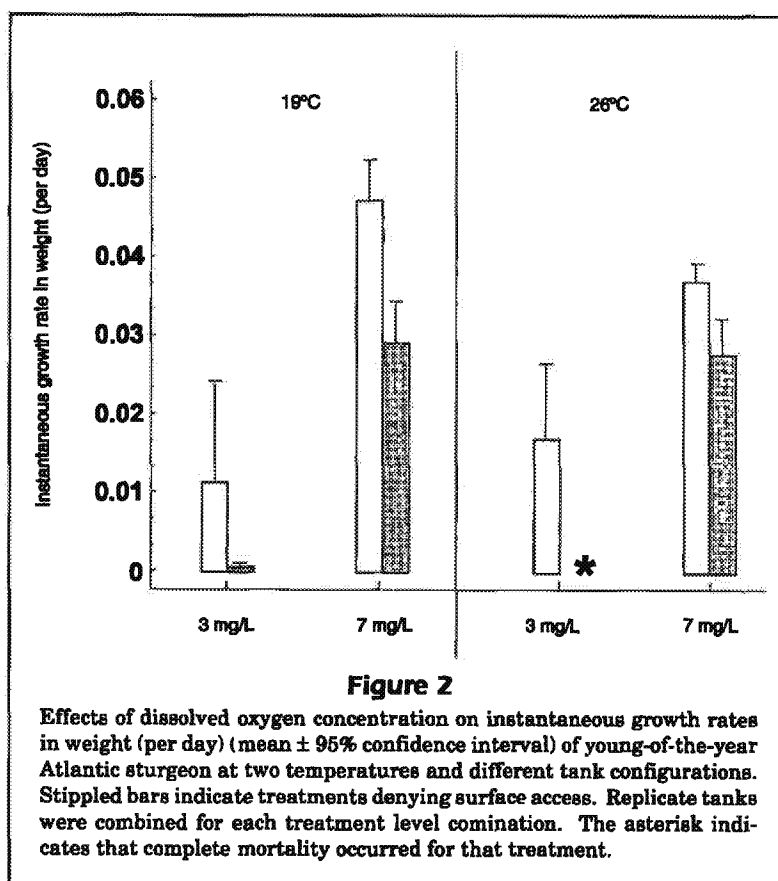 0.06
19ºC
26ºC
0.05
0.04
0.03
0.02
0.01
0
Instantaneous growth rate in weight (per day)
*
3 mg/L
7 mg/L
3 mg/L
7 mg/L
Figure 2
Effects of dissolved oxygen concentration on instantaneous growth rates
in weight (per day) (mean ± 95% confidence interval) of young-of-the-year
Atlantic sturgeon at two temperatures and different tank configurations.
Stippled bars indicate treatments denying surface access. Replicate tanks
were combined for each treatment level comination. The asterisk indi-
cates that complete mortality occurred for that treatment.